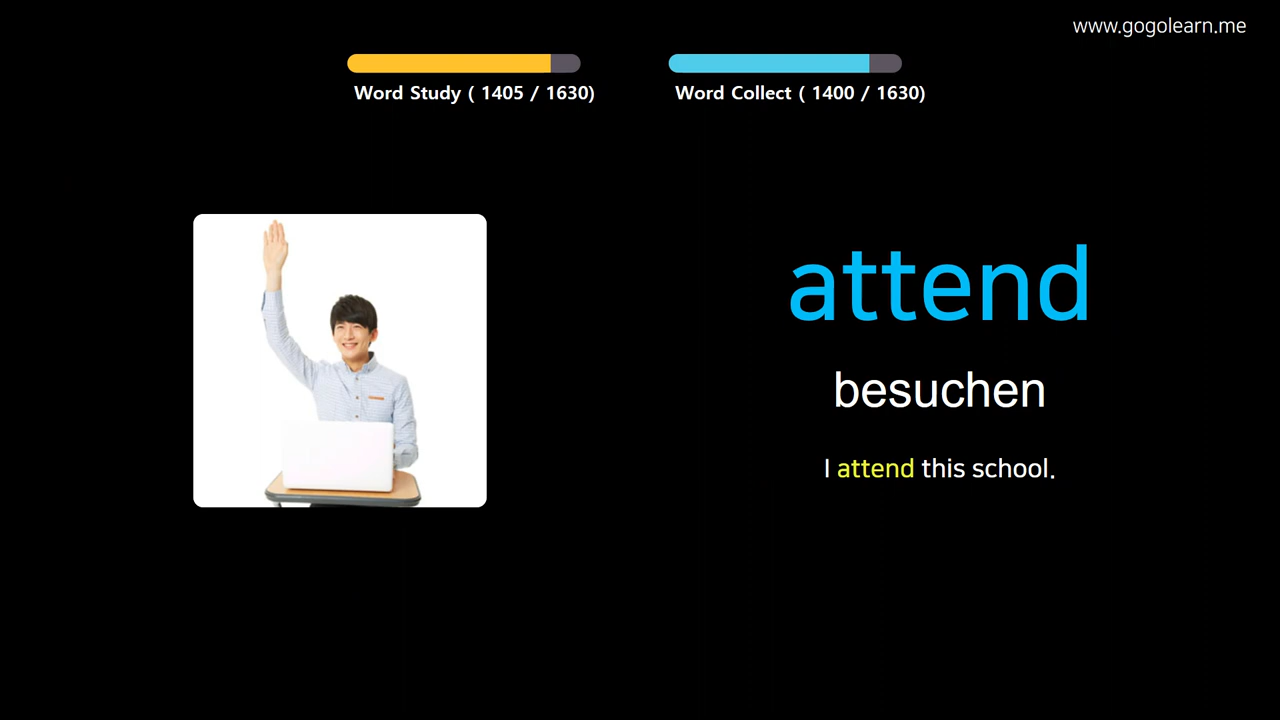 www.gogolearn.me
Word Study ( 1405 / 1630)
Word Collect ( 1400 / 1630)
attend
besuchen
I attend this school.